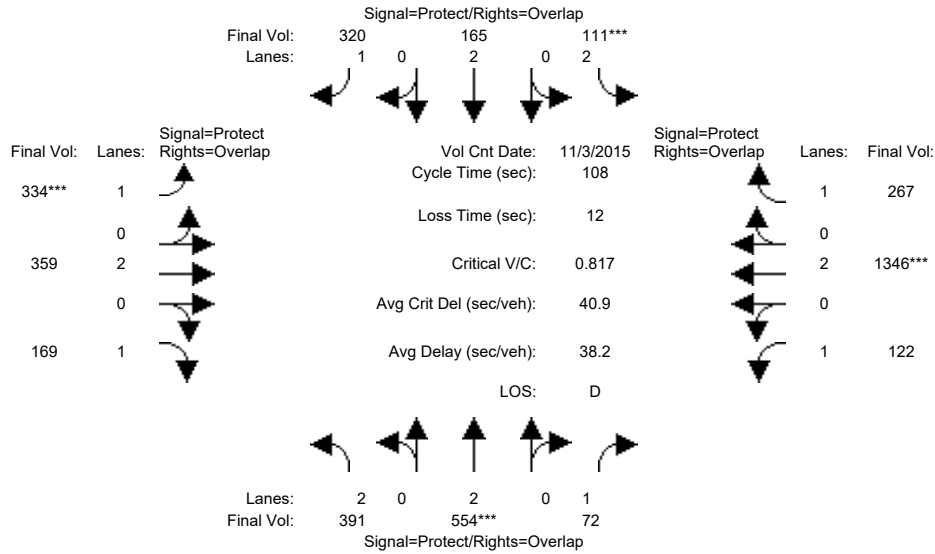 Signal=Protect/Rights=Overlap
Final Vol: 320 165 111***
Lanes: 1 0 2 0 2
Signal=Protect
Final Vol: Lanes: Rights=Overlap
Vol Cnt Date: 11/3/2015
Signal=Protect
Rights=Overlap Lanes: Final Vol:
Cycle Time (sec): 108
334*** 1
1 267
Loss Time (sec): 12
0
0
359 2
Critical V/C: 0.817
2 1346***
0
Avg Crit Del (sec/veh): 40.9
0
169 1
Avg Delay (sec/veh): 38.2
1 122
LOS: D
Lanes: 2 0 2 0 1
Final Vol: 391 554*** 72
Signal=Protect/Rights=Overlap